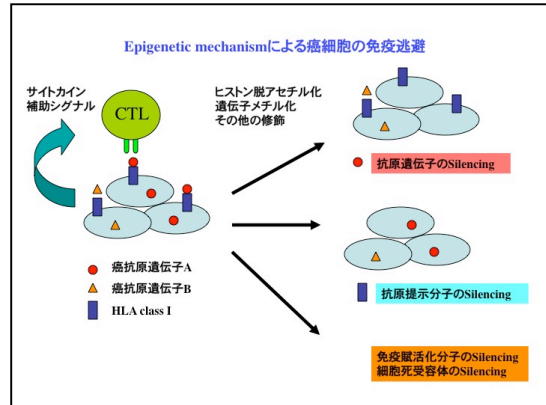 Epigenetic mechanismによる癌細胞の免疫逃避
サイトカイン
補助シグナル
CTL
ヒストン脱アセチル化
遺伝子メチル化
その他の修飾
抗原遺伝子のSilencing
癌抗原遺伝子A
癌抗原遺伝子B
HLA class I
抗原提示分子のSilencing
免疫賦活化分子のSilencing
細胞死受容体のSilencing